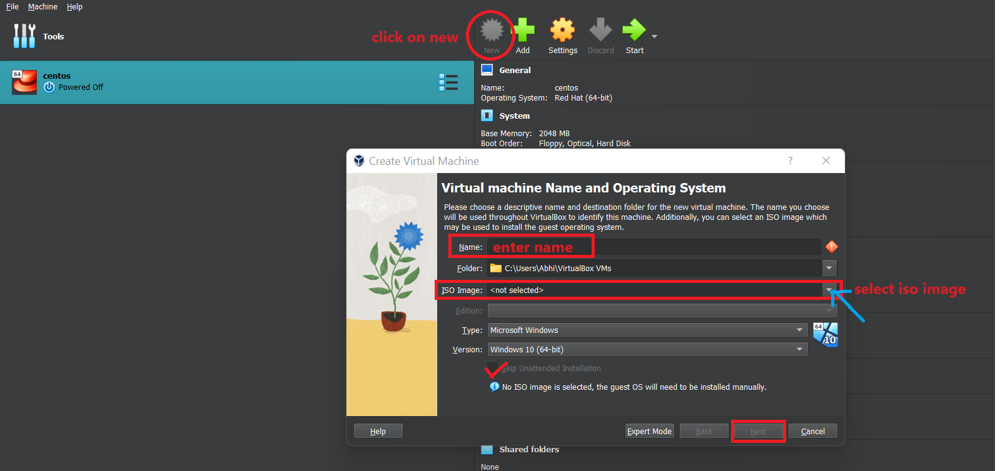 File Machine Help
Tools
click on new
New Add Settings Discard Start
64
centos
Powered Off
General
Name: centos
Operating System: Red Hat (64-bit)
System
Base Memory: 2048 MB
Boot Order: Floppy, Optical, Hard Disk
Create Virtual Machine
?
Virtual machine Name and Operating System
Please choose a descriptive name and destination folder for the new virtual machine. The name you choose
will be used throughout VirtualBox to identify this machine. Additionally, you can select an ISO image which
may be used to install the guest operating system.
Name: enter name
Folder: C:\Users\Abhi\VirtualBox VMs
ISO Image: <not selected>
select iso image
Edition:
Type: Microsoft Windows
64
10
Version: Windows 10 (64-bit)
Skip Unattended Installation
No ISO image is selected, the guest OS will need to be installed manually.
Help Expert Mode Back Next Cancel
Shared folders
None